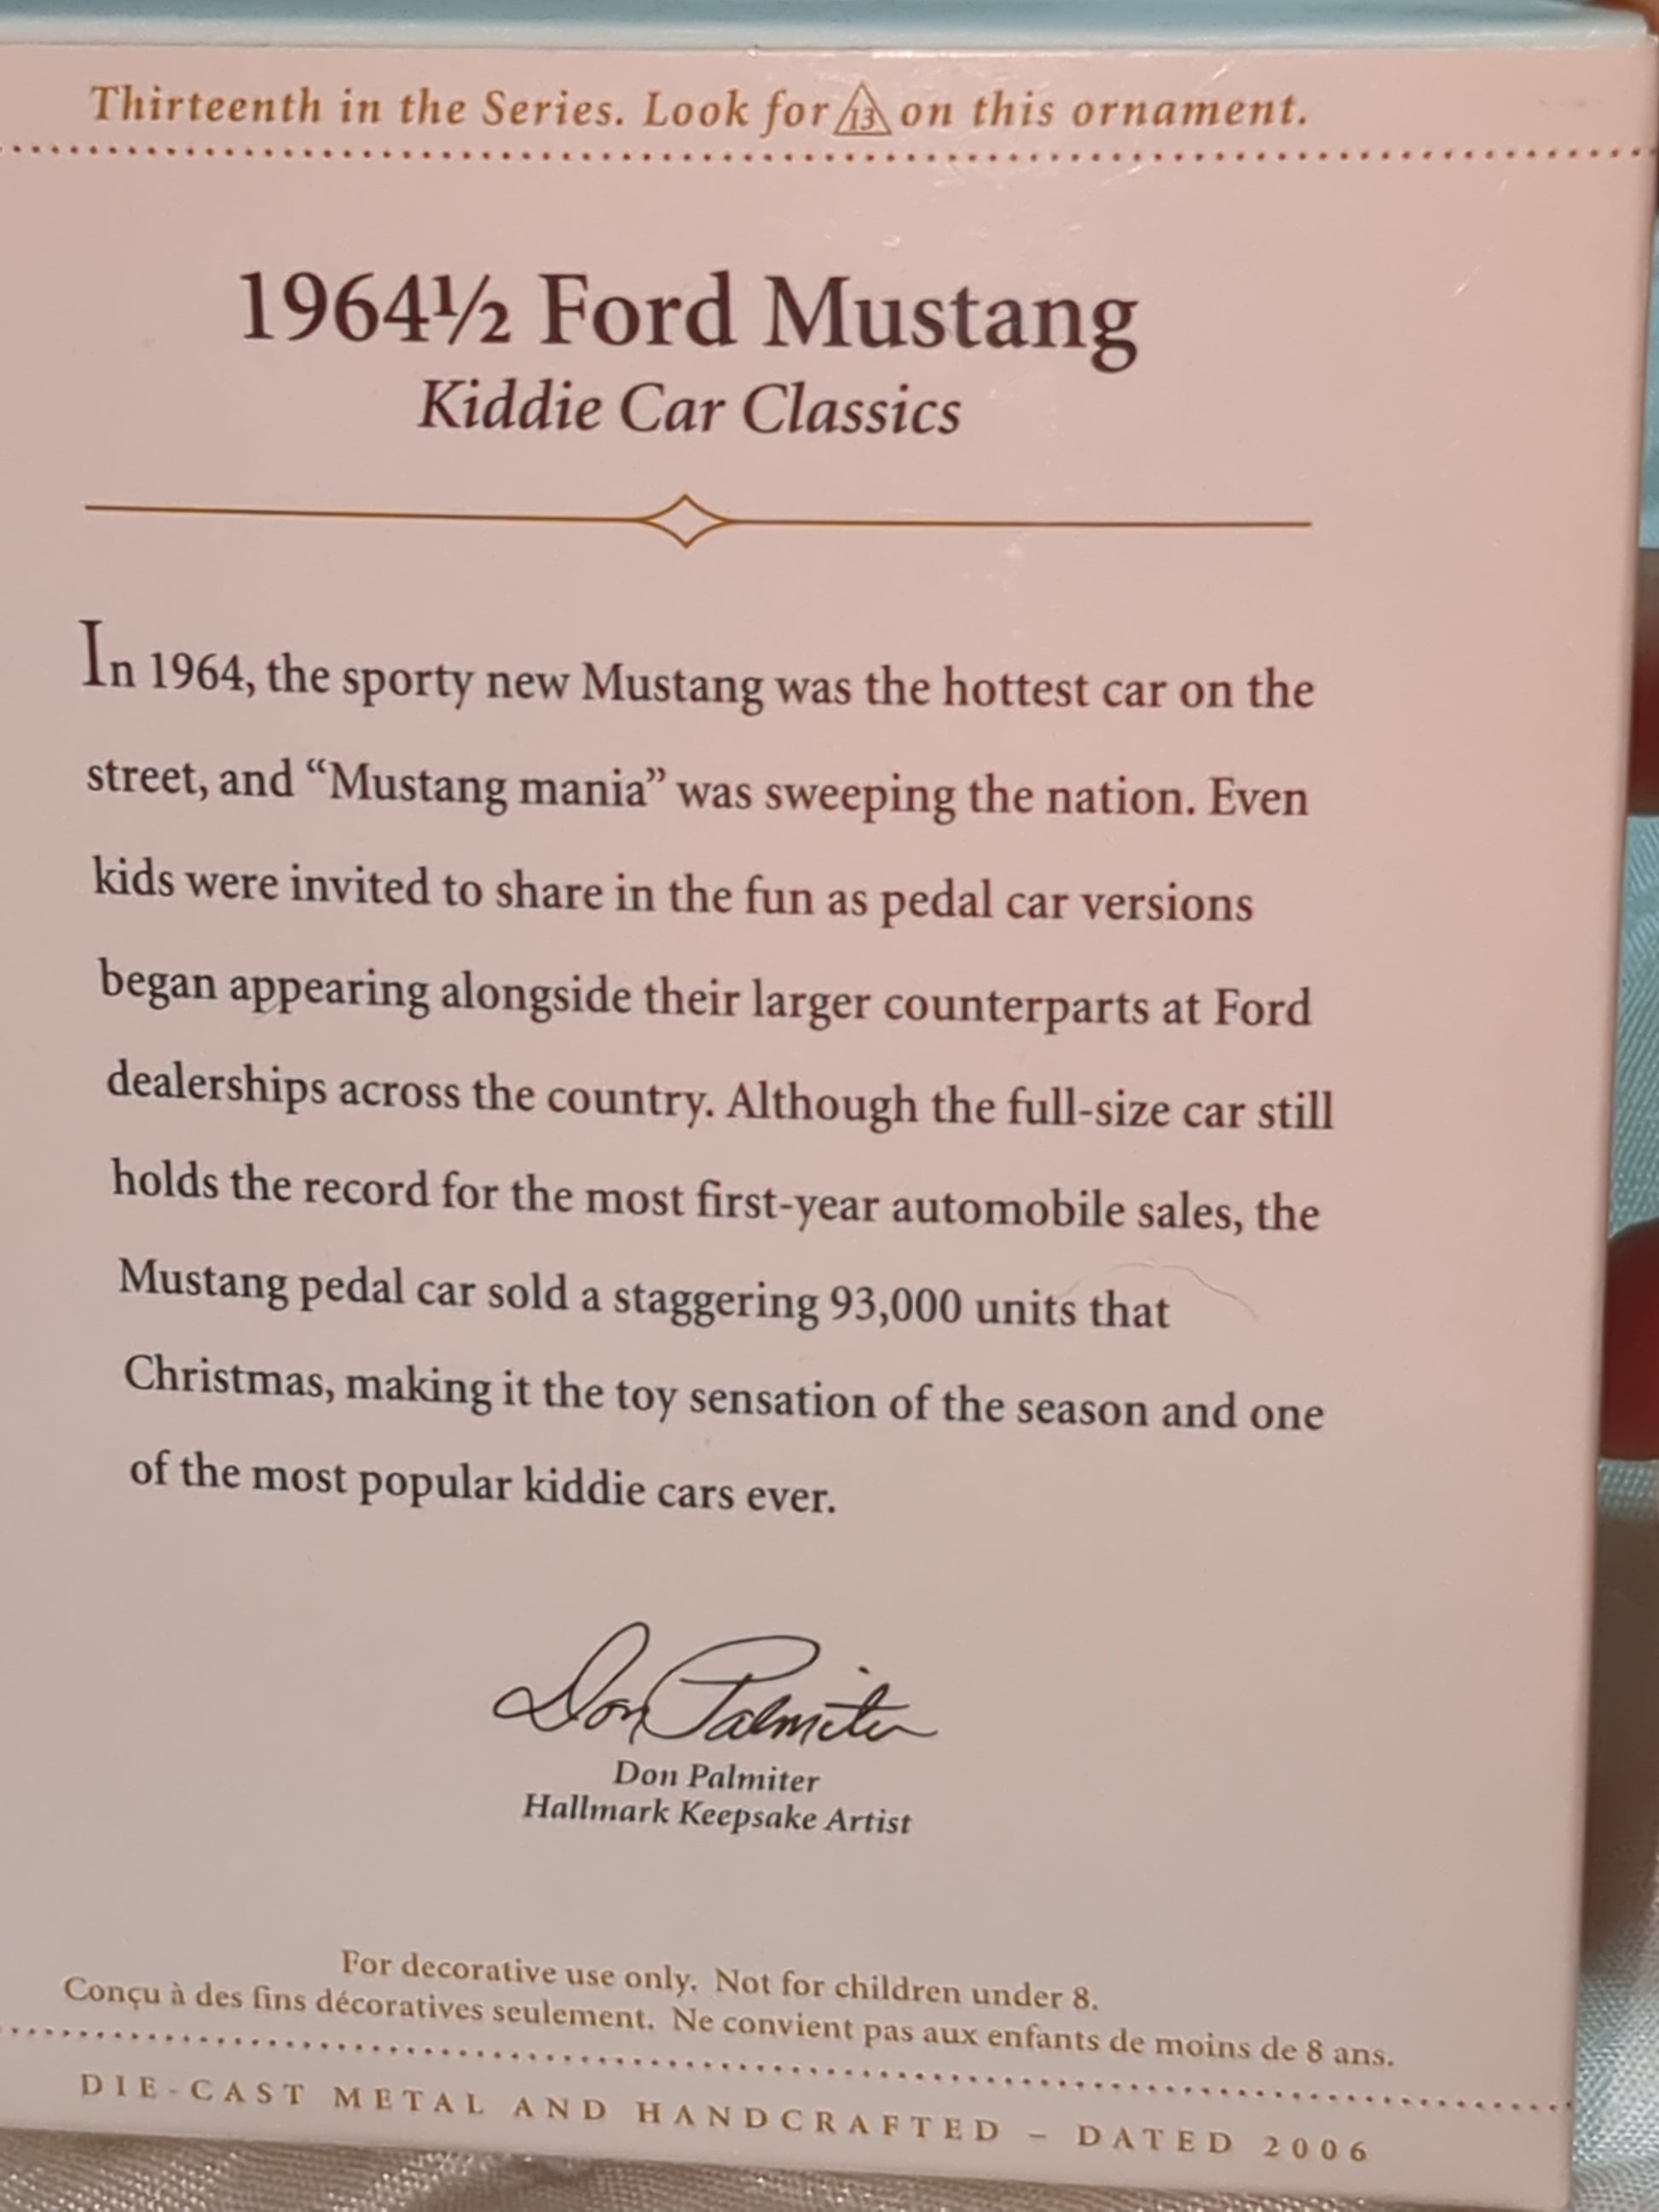 Thirteenth in the Series. Look for 13 on this ornament.
1964½ Ford Mustang
Kiddie Car Classics
In 1964, the sporty new Mustang was the hottest car on the
street, and “Mustang mania” was sweeping the nation. Even
kids were invited to share in the fun as pedal car versions
began appearing alongside their larger counterparts at Ford
dealerships across the country. Although the full-size car still
holds the record for the most first-year automobile sales, the
Mustang pedal car sold a staggering 93,000 units that
Christmas, making it the toy sensation of the season and one
of the most popular kiddie cars ever.
Don Palmiter
Don Palmiter
Hallmark Keepsake Artist
For decorative use only. Not for children under 8.
Conçu à des fins décoratives seulement. Ne convient pas aux enfants de moins de 8 ans.
DIE-CAST METAL AND HANDCRAFTED – DATED 2006